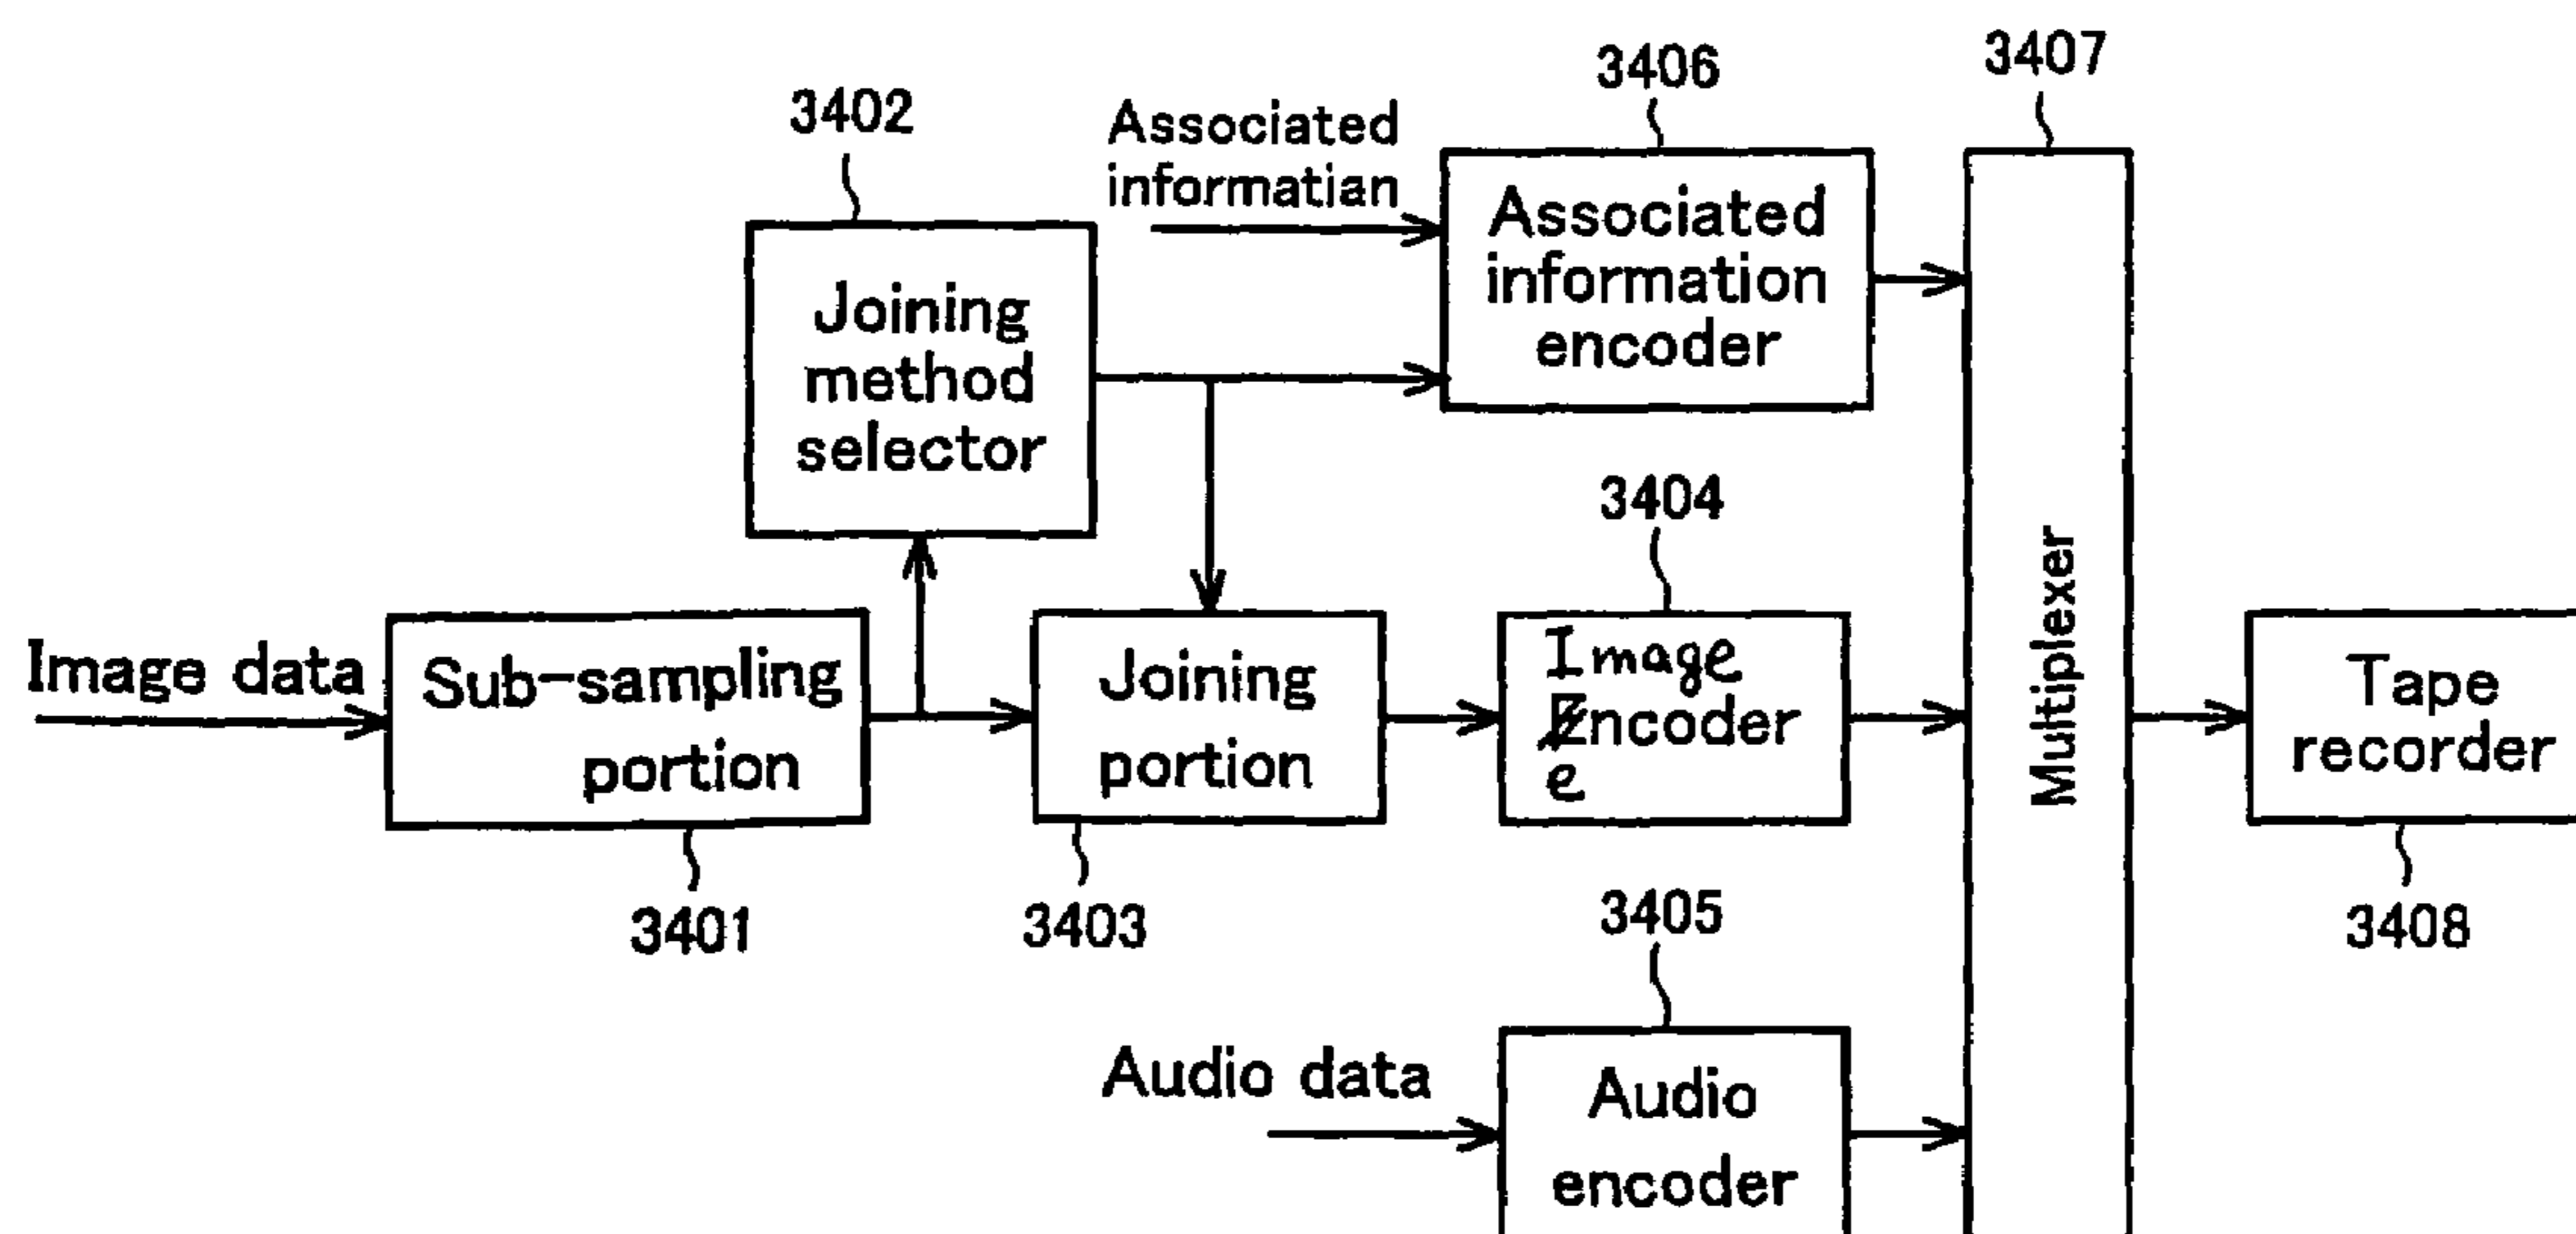 3407
3406
3402
Associated
informatian
Associated
information
encoder
Joining
method
selector
3404
Multiplexer
Image data
Sub-sampling
portion
Joining
portion
Image
Encoder
e
Tape
recorder
3401
3403
3405
3408
Audio data
Audio
encoder